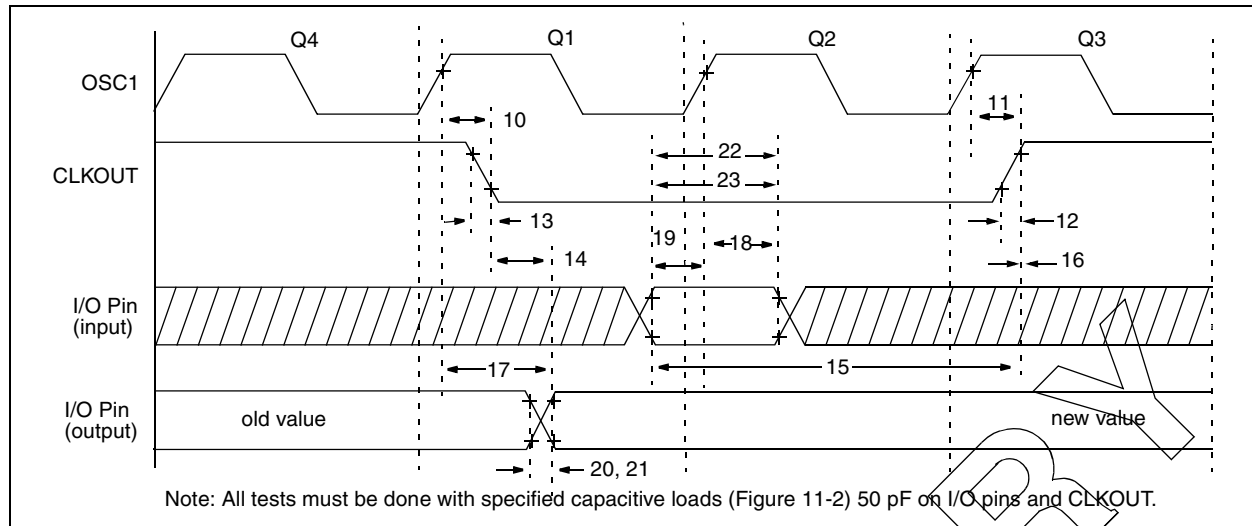 Q4 Q1 Q2 Q3
OSC1
10
11
22
CLKOUT
23
13
12
19
18
14
16
I/O Pin
(input)
17
15
I/O Pin
(output)
old value
new value
20, 21
Note: All tests must be done with specified capacitive loads (Figure 11-2) 50 pF on I/O pins and CLKOUT.
R Y